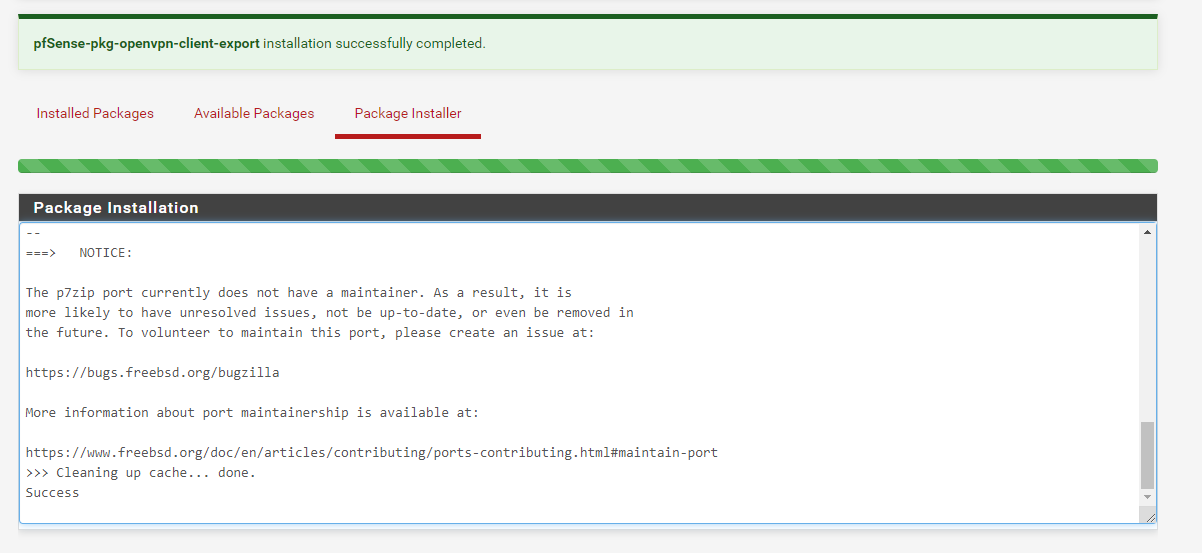 pfSense-pkg-openvpn-client-export installation successfully completed.
Installed Packages
Available Packages
Package Installer
Package Installation
--
===>   NOTICE:
The p7zip port currently does not have a maintainer. As a result, it is
more likely to have unresolved issues, not be up-to-date, or even be removed in
the future. To volunteer to maintain this port, please create an issue at:
https://bugs.freebsd.org/bugzilla
More information about port maintainership is available at:
https://www.freebsd.org/doc/en/articles/contributing/ports-contributing.html#maintain-port
>>> Cleaning up cache... done.
Success